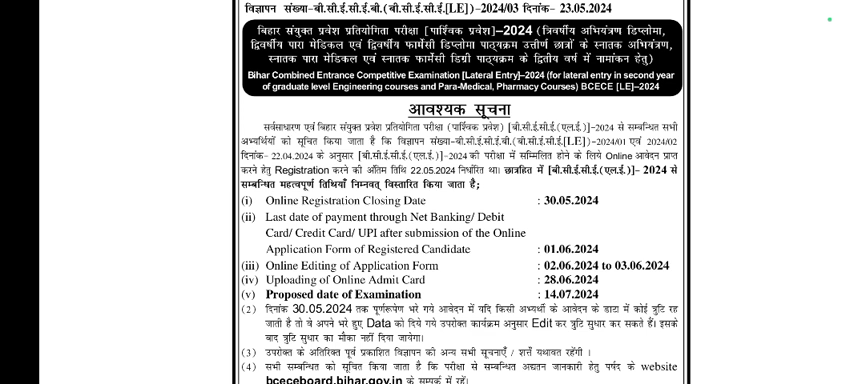 विज्ञापन संख्या-बी.सी.ई.सी.ई.बी.(बी.सी.ई.सी.ई.[LE])-2024/03 दिनांक- 23.05.2024
बिहार संयुक्त प्रवेश प्रतियोगिता परीक्षा [पार्श्विक प्रवेश]-2024 (त्रिवर्षीय अभियंत्रण डिप्लोमा,
द्विवर्षीय पारा मेडिकल एवं द्विवर्षीय फार्मेसी डिप्लोमा पाठ्यक्रम उत्तीर्ण छात्रों के स्नातक अभियंत्रण,
स्नातक पारा मेडिकल एवं स्नातक फार्मेसी डिग्री पाठ्यक्रम के द्वितीय वर्ष में नामांकन हेतु)
Bihar Combined Entrance Competitive Examination [Lateral Entry]-2024 (for lateral entry in second year
of graduate level Engineering courses and Para-Medical, Pharmacy Courses) BCECE [LE]-2024
आवश्यक सूचना
सर्वसाधारण एवं बिहार संयुक्त प्रवेश प्रतियोगिता परीक्षा (पार्श्विक प्रवेश) [बी.सी.ई.सी.ई.(एल.ई.)]-2024 से सम्बन्धित सभी
अभ्यर्थियों को सूचित किया जाता है कि विज्ञापन संख्या-बी.सी.ई.सी.ई.बी.(बी.सी.ई.सी.ई.[LE])-2024/01 एवं 2024/02
दिनांक- 22.04.2024 के अनुसार [बी.सी.ई.सी.ई.(एल.ई.)]-2024 की परीक्षा में सम्मिलित होने के लिये Online आवेदन प्राप्त
करने हेतु Registration करने की अंतिम तिथि 22.05.2024 निर्धारित था। छात्रहित में [बी.सी.ई.सी.ई.(एल.ई.)]- 2024 से
सम्बन्धित महत्वपूर्ण तिथियाँ निम्नवत् विस्तारित किया जाता है;
(i) Online Registration Closing Date : 30.05.2024
(ii) Last date of payment through Net Banking/ Debit
Card/ Credit Card/ UPI after submission of the Online
Application Form of Registered Candidate : 01.06.2024
(iii) Online Editing of Application Form : 02.06.2024 to 03.06.2024
(iv) Uploading of Online Admit Card : 28.06.2024
(v) Proposed date of Examination : 14.07.2024
(2) दिनांक 30.05.2024 तक पूर्णरूपेण भरे गये आवेदन में यदि किसी अभ्यर्थी के आवेदन के डाटा में कोई त्रुटि रह
जाती है तो वे अपने भरे हुए Data को दिये गये उपरोक्त कार्यक्रम अनुसार Edit कर त्रुटि सुधार कर सकते हैं। इसके
बाद त्रुटि सुधार का मौका नहीं दिया जायेगा।
(3) उपरोक्त के अतिरिक्त पूर्व प्रकाशित विज्ञापन की अन्य सभी सूचनाएँ / शर्त्तें यथावत रहेंगी ।
(4) सभी सम्बन्धित को सूचित किया जाता है कि परीक्षा से सम्बन्धित अद्यतन जानकारी हेतु पर्षद के website
bceceboard.bihar.gov.in के सम्पर्क में रहें।